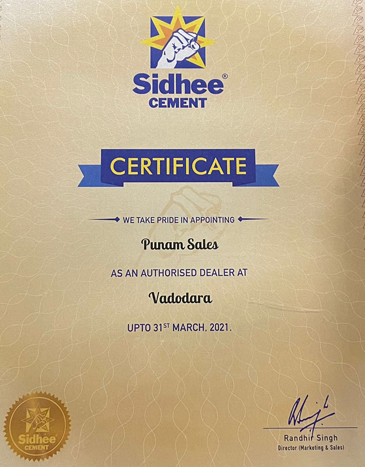 Sidhee®
CEMENT
CERTIFICATE
WE TAKE PRIDE IN APPOINTING
Punam Sales
AS AN AUTHORISED DEALER AT
Vadodara
UPTO 31ST MARCH, 2021.
Sidhee
CEMENT
Randhir Singh
Director (Marketing & Sales)